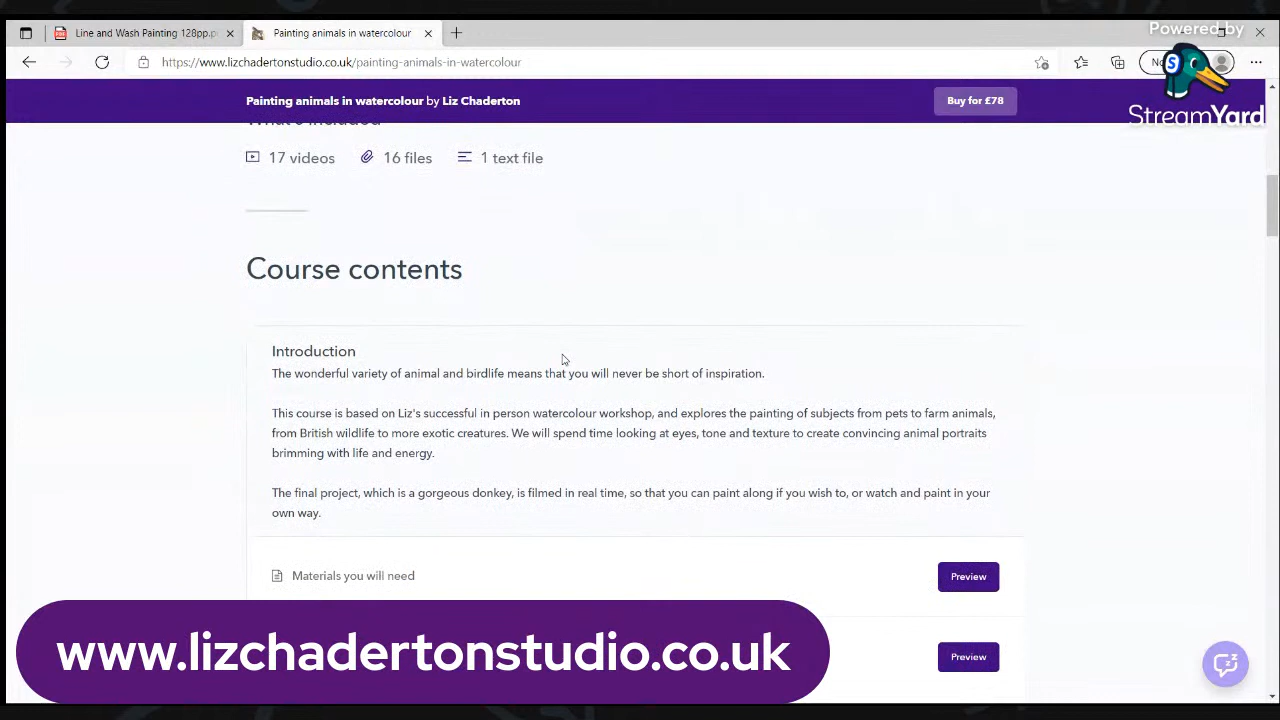 Powered by
StreamYard
Line and Wash Painting 128pp.p
Painting animals in watercolour
https://www.lizchadertonstudio.co.uk/painting-animals-in-watercolour
Painting animals in watercolour by Liz Chaderton
Buy for £78
What's included
17 videos
16 files
1 text file
Course contents
Introduction
The wonderful variety of animal and birdlife means that you will never be short of inspiration.
This course is based on Liz's successful in person watercolour workshop, and explores the painting of subjects from pets to farm animals,
from British wildlife to more exotic creatures. We will spend time looking at eyes, tone and texture to create convincing animal portraits
brimming with life and energy.
The final project, which is a gorgeous donkey, is filmed in real time, so that you can paint along if you wish to, or watch and paint in your
own way.
Materials you will need
Preview
Preview
www.lizchadertonstudio.co.uk